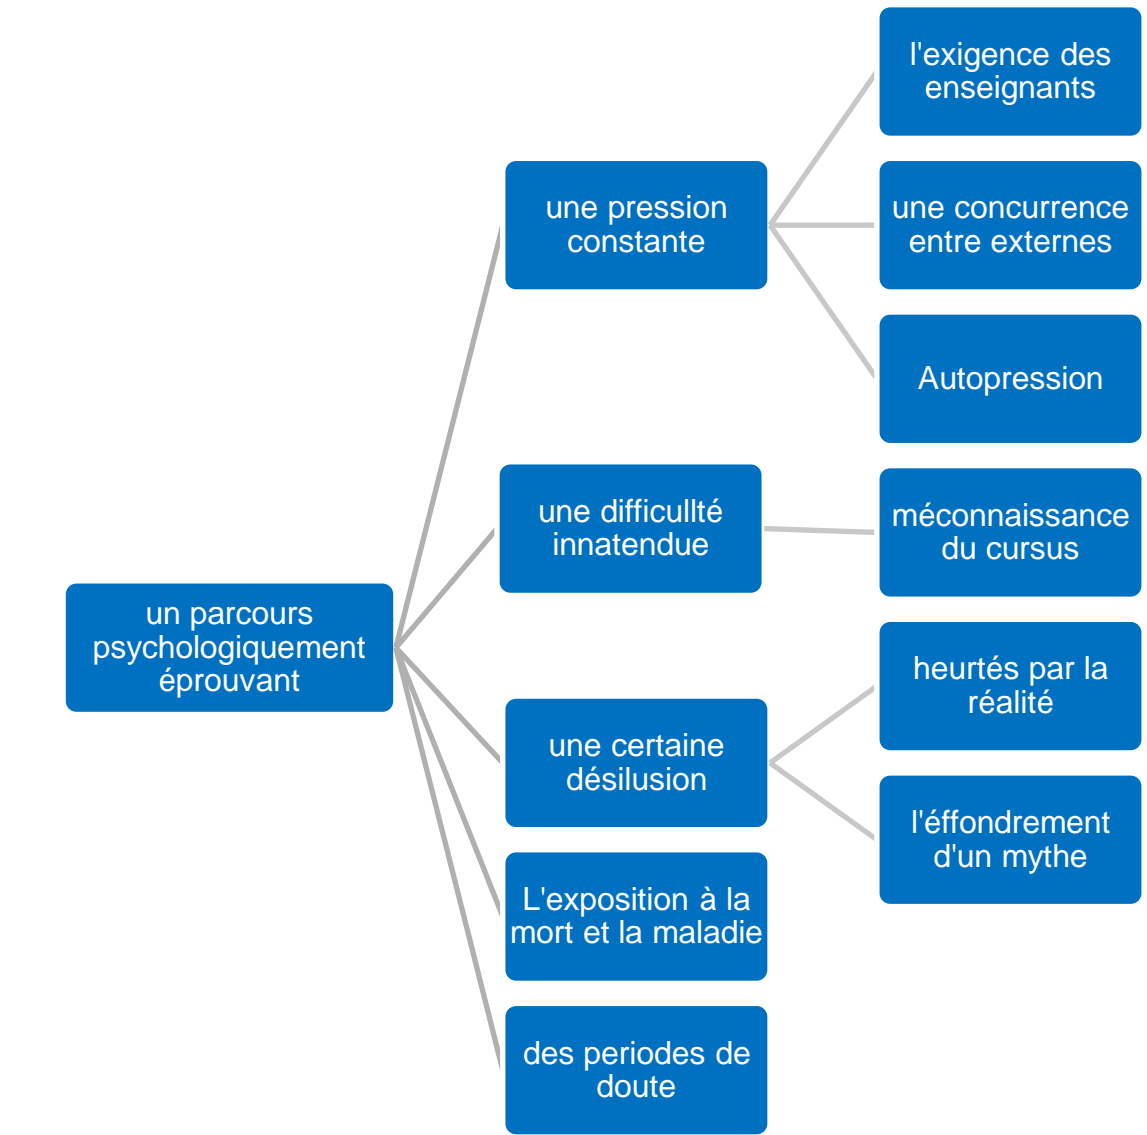 l'exigence des
enseignants
une pression
constante
une concurrence
entre externes
Autopression
une difficullté
innatendue
méconnaissance
du cursus
un parcours
psychologiquement
éprouvant
heurtés par la
réalité
une certaine
désilusion
l'éffondrement
d'un mythe
L'exposition à la
mort et la maladie
des periodes de
doute